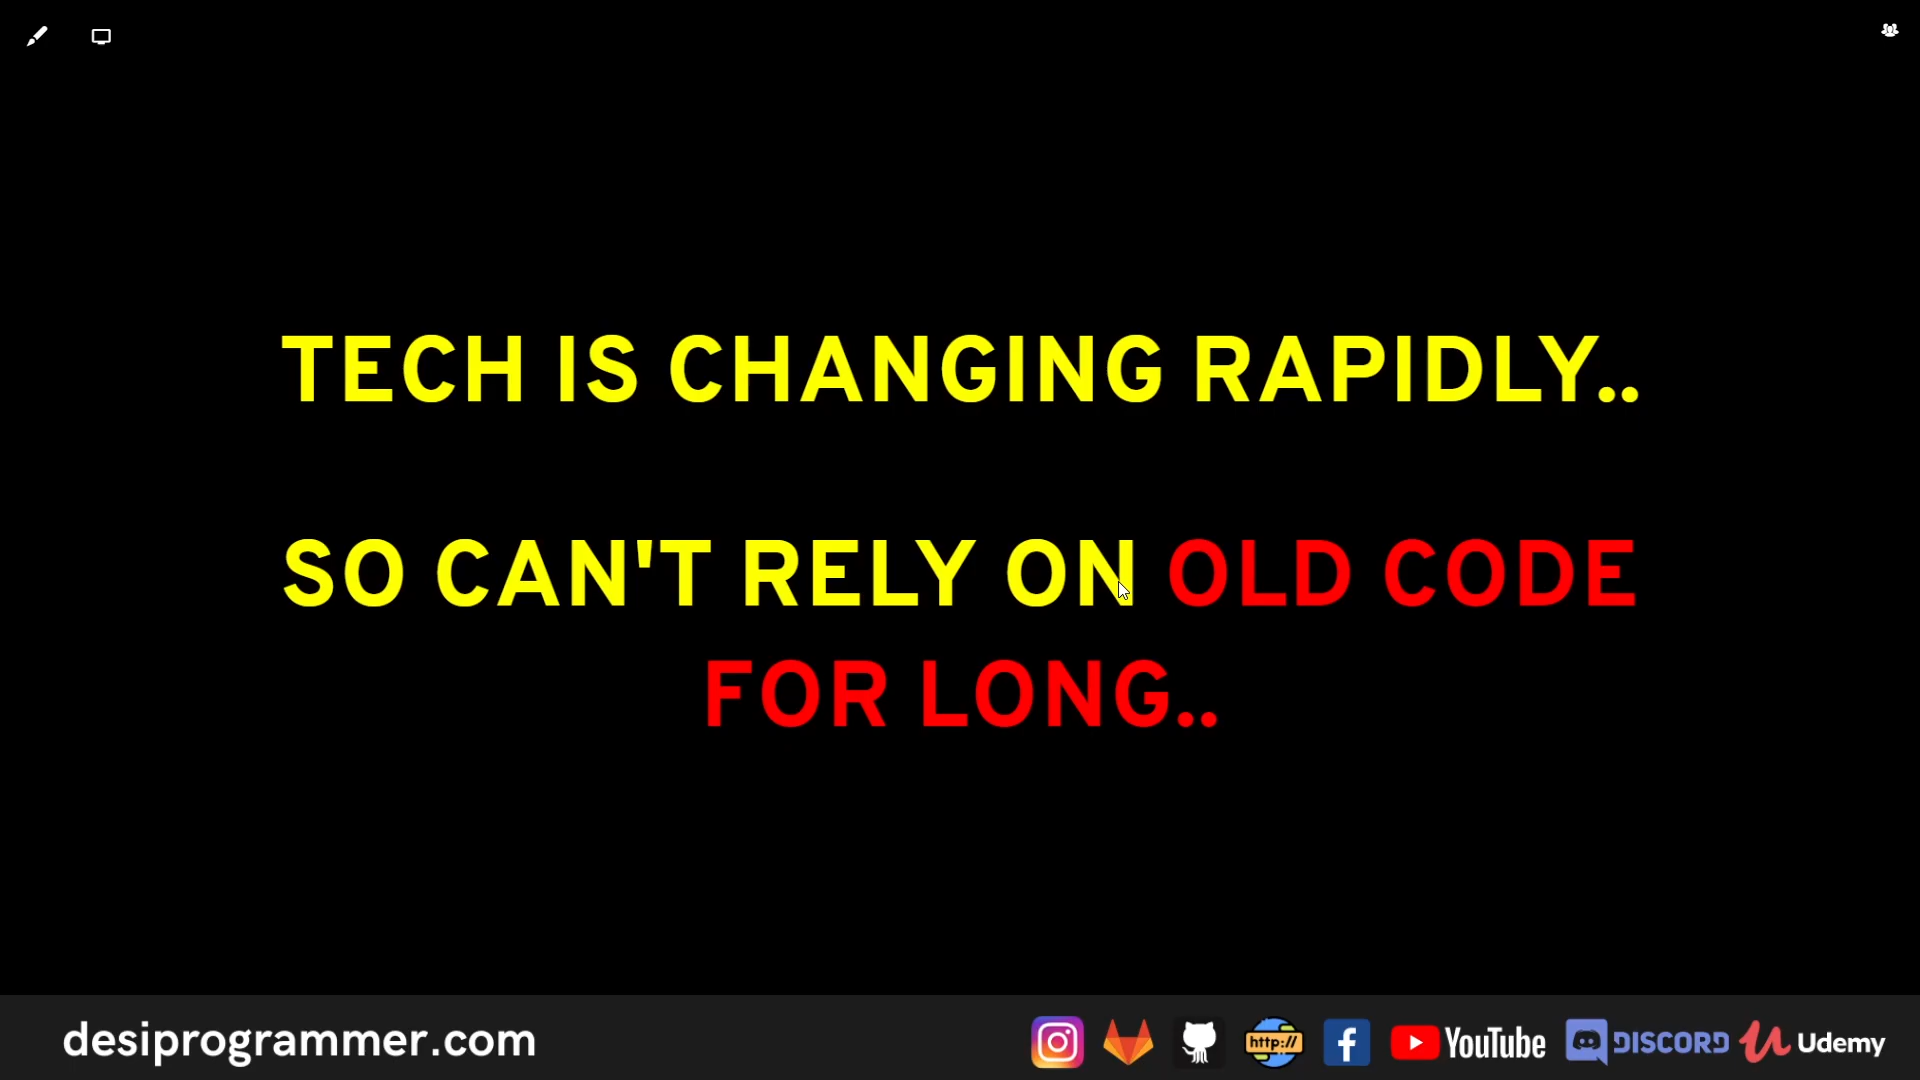 TECH IS CHANGING RAPIDLY..
SO CAN'T RELY ON OLD CODE
FOR LONG..
desiprogrammer.com
http:// YouTube DISCORD Udemy